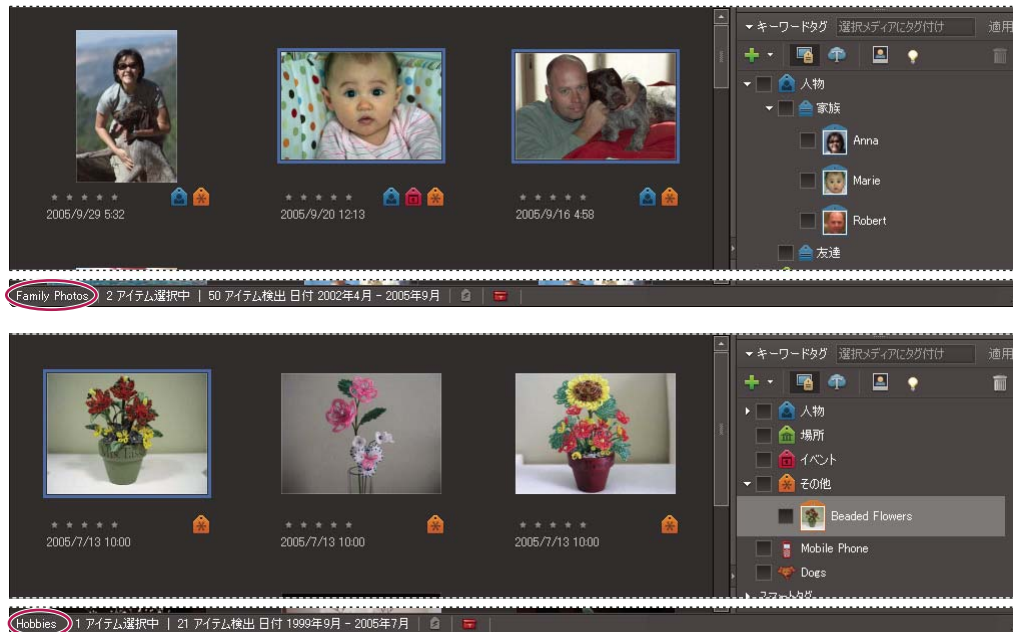 ▼キーワードタグ 選択メディアにタグ付け 適用
人物
家族
Anna
Marie
Robert
友達
2005/9/29 5:32
2005/9/20 12:13
2005/9/16 4:58
Family Photos 2 アイテム選択中 | 50 アイテム検出 日付 2002年4月 - 2005年9月
▼キーワードタグ 選択メディアにタグ付け 適用
人物
場所
イベント
その他
Beaded Flowers
Mobile Phone
Dogs
スマートタグ
2005/7/13 10:00
2005/7/13 10:00
2005/7/13 10:00
Hobbies 1 アイテム選択中 | 21 アイテム検出 日付 1999年9月 - 2005年7月